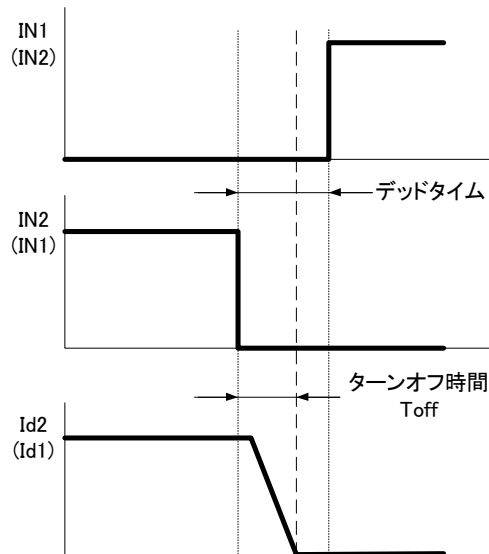 IN1
(IN2)
デッドタイム
IN2
(IN1)
ターンオフ時間
Toff
Id2
(Id1)